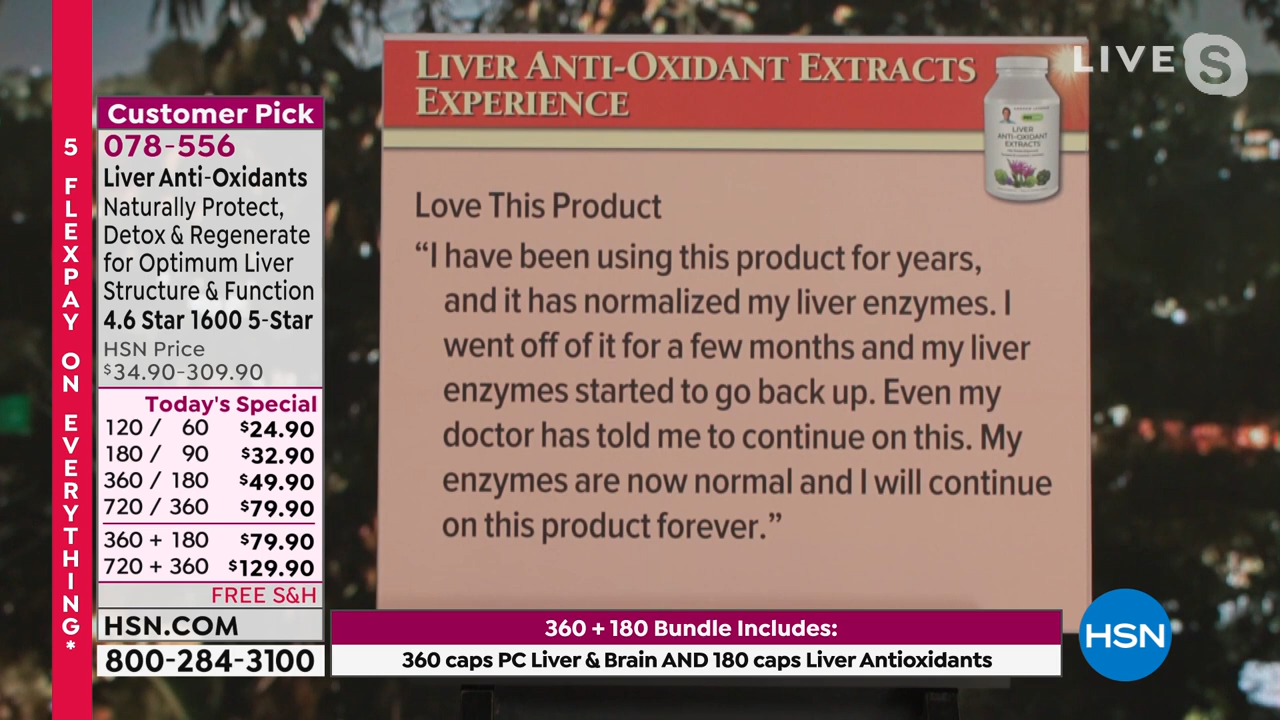 5 FLEXPAY ON EVERYTHING*
Customer Pick
078-556
Liver Anti-Oxidants
Naturally Protect,
Detox & Regenerate
for Optimum Liver
Structure & Function
4.6 Star 1600 5-Star
HSN Price
$34.90-309.90
Today's Special
120 / 60 $24.90
180 / 90 $32.90
360 / 180 $49.90
720 / 360 $79.90
360 + 180 $79.90
720 + 360 $129.90
FREE S&H
HSN.COM
800-284-3100
LIVER ANTI-OXIDANT EXTRACTS
EXPERIENCE
LIVER
ANTI-OXIDANT
EXTRACTS
LIVE S
Love This Product
“I have been using this product for years,
and it has normalized my liver enzymes. I
went off of it for a few months and my liver
enzymes started to go back up. Even my
doctor has told me to continue on this. My
enzymes are now normal and I will continue
on this product forever.”
360 + 180 Bundle Includes:
360 caps PC Liver & Brain AND 180 caps Liver Antioxidants
HSN